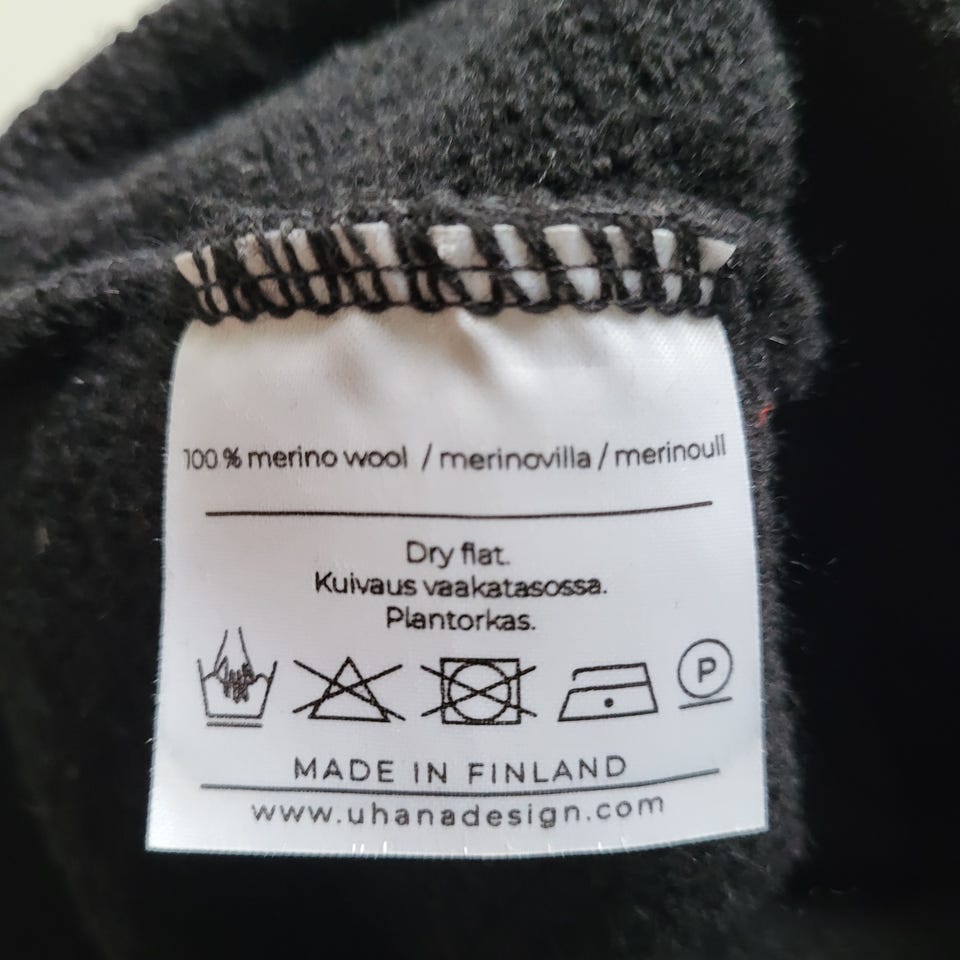 100 % merino wool / merinovilla / merinoull
Dry flat.
Kuivaus vaakatasossa.
Plantorkas.
P
MADE IN FINLAND
www.uhanadesign.com